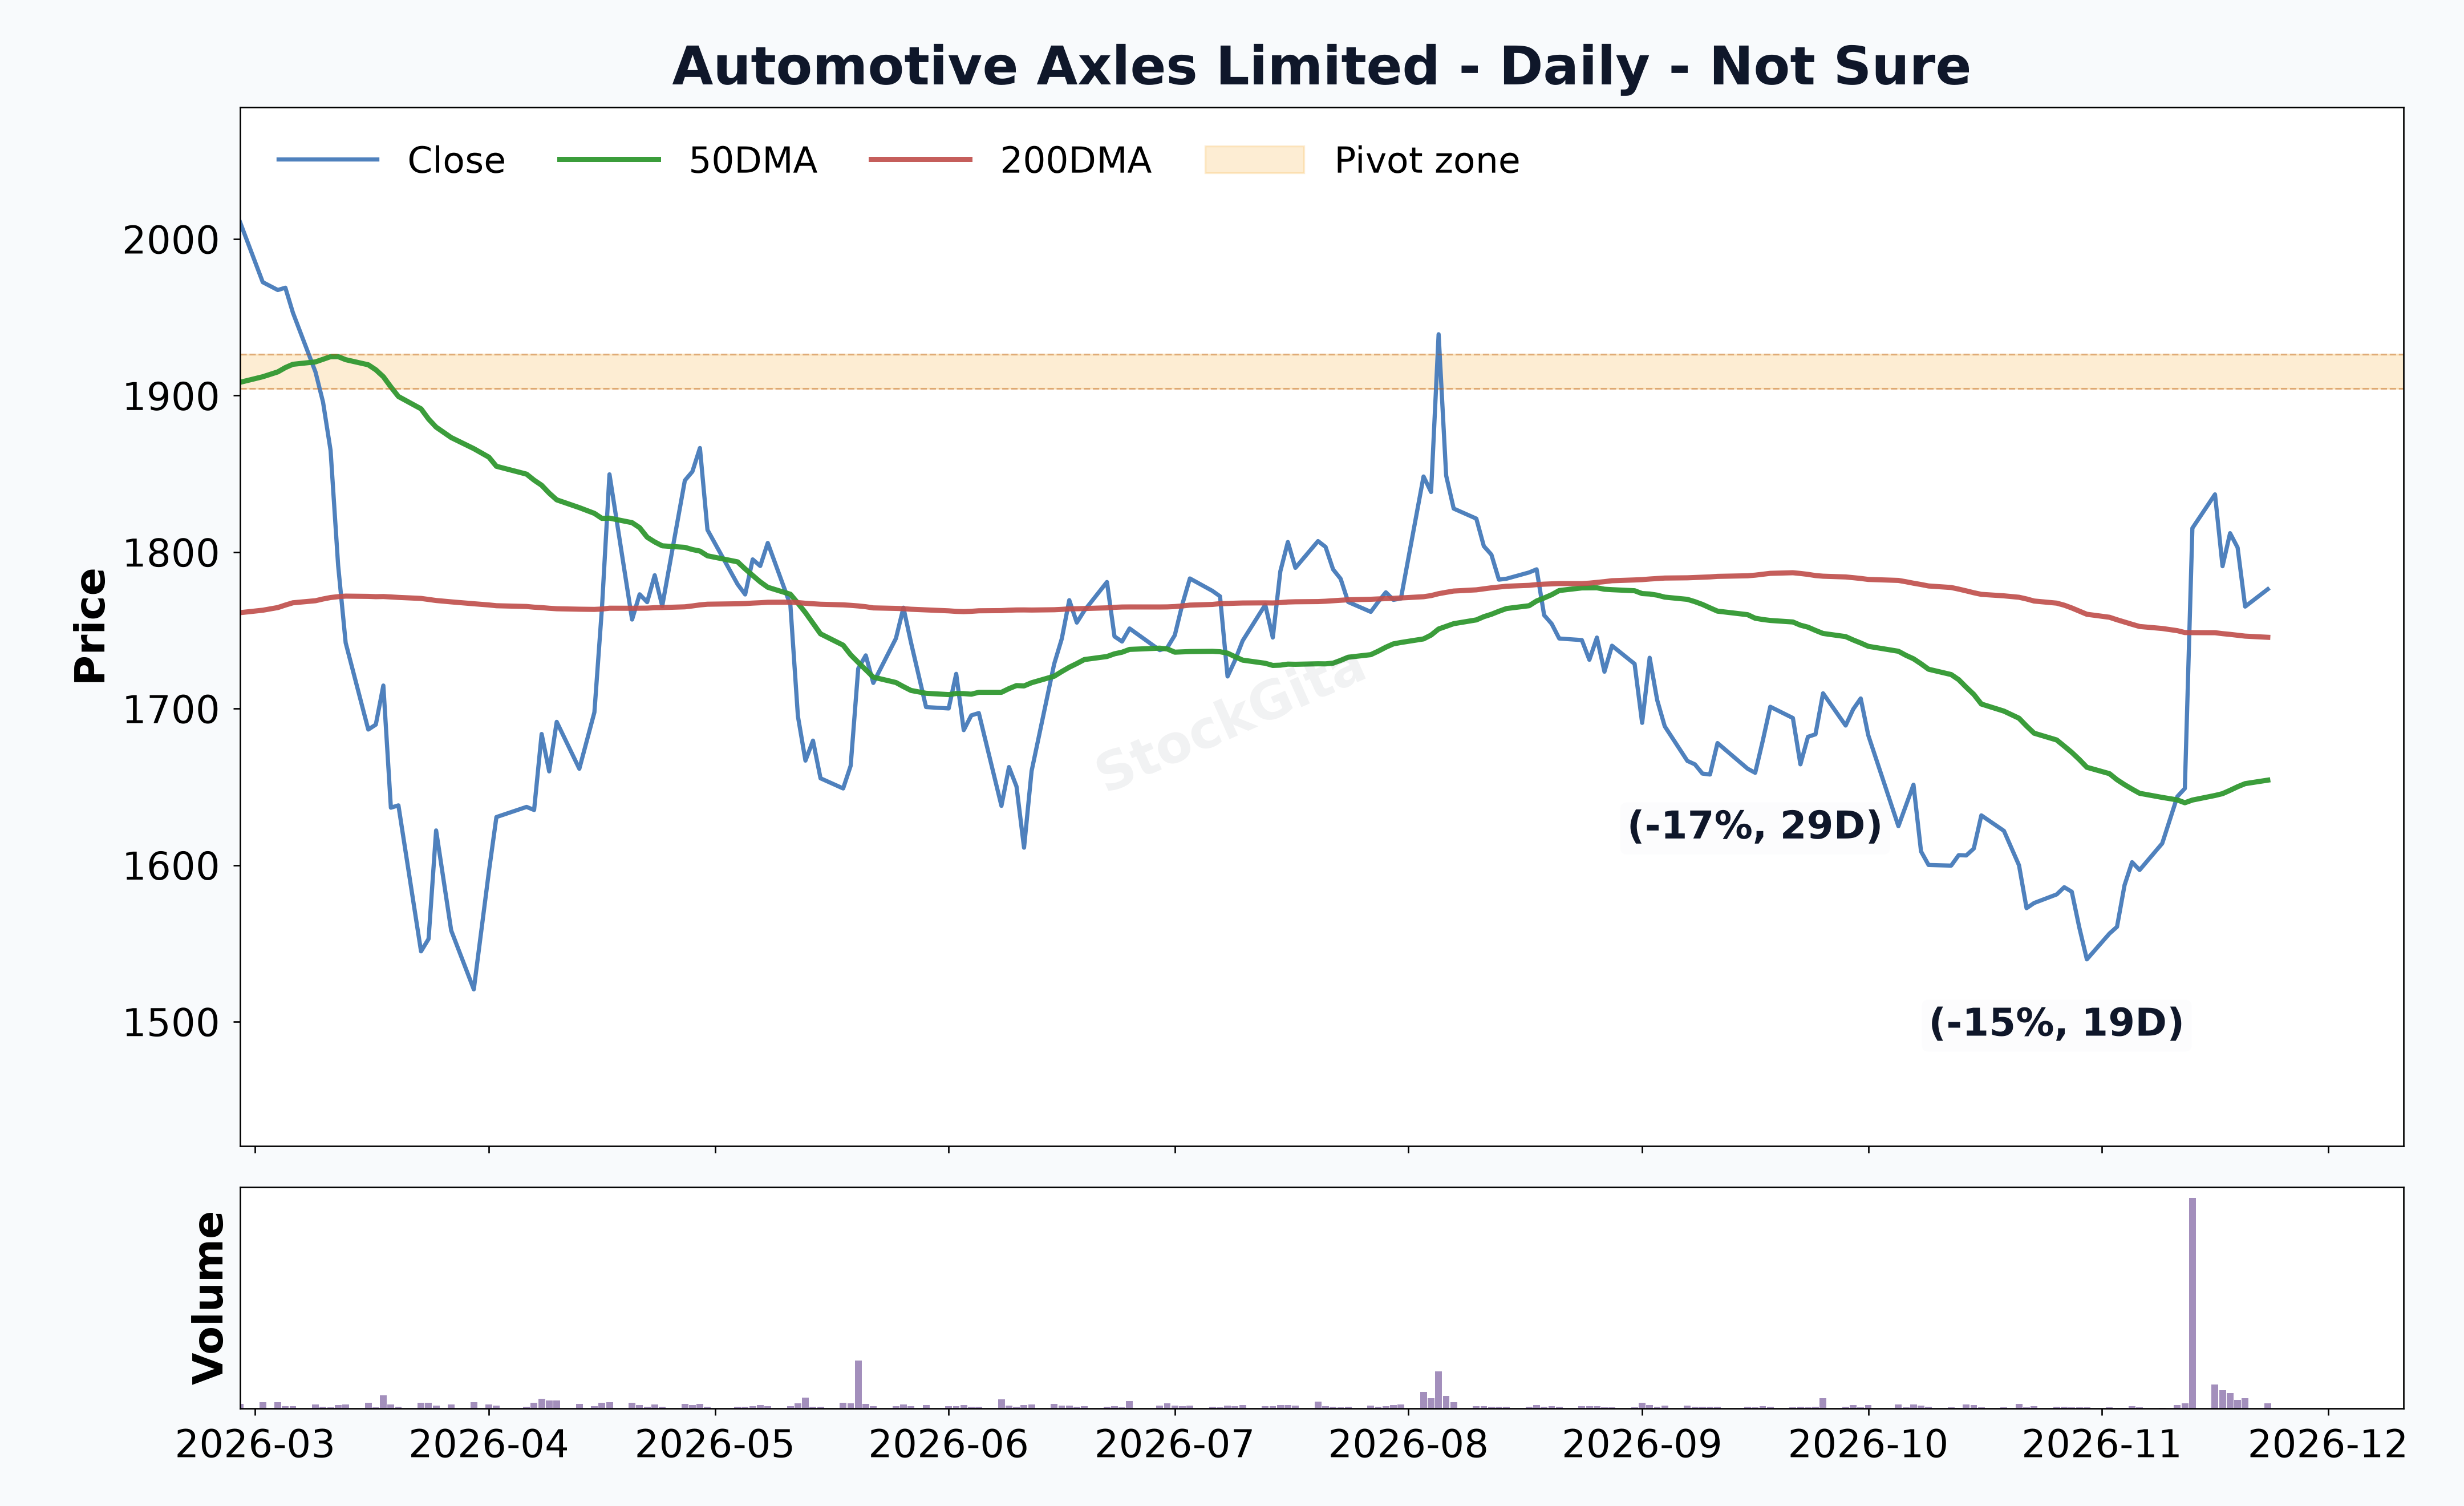 Automotive Axles Limited - Daily - Not Sure
Close 50DMA 200DMA Pivot zone
Price
2000
1900
1800
1700
1600
1500
StockGita
(-17%, 29D)
(-15%, 19D)
Volume
2026-03 2026-04 2026-05 2026-06 2026-07 2026-08 2026-09 2026-10 2026-11 2026-12